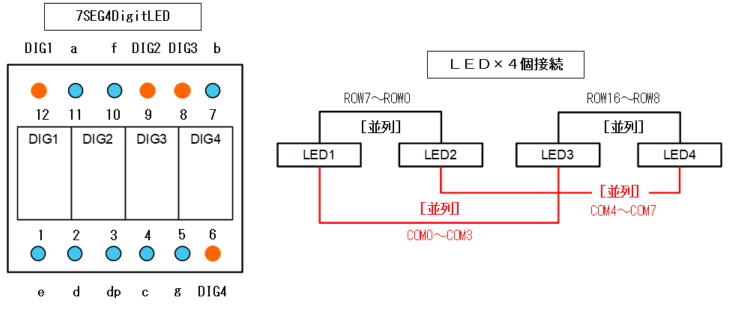 7SEG4DigitLED
DIG1 a f DIG2 DIG3 b
12 11 10 9 8 7
DIG1 DIG2 DIG3 DIG4
1 2 3 4 5 6
e d dp c g DIG4
LED×4個接続
ROW7～ROW0 ROW16～ROW8
[並列] [並列]
LED1 LED2 LED3 LED4
[並列]
[並列]
COM4～COM7
COM0～COM3